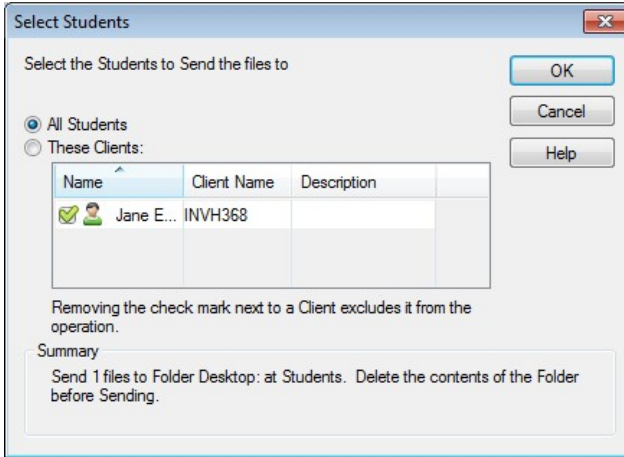 Select Students
Select the Students to Send the files to
OK
Cancel
Help
All Students
These Clients:
Name Client Name Description
Jane E... INVH368
Removing the check mark next to a Client excludes it from the
operation.
Summary
Send 1 files to Folder Desktop: at Students. Delete the contents of the Folder
before Sending.